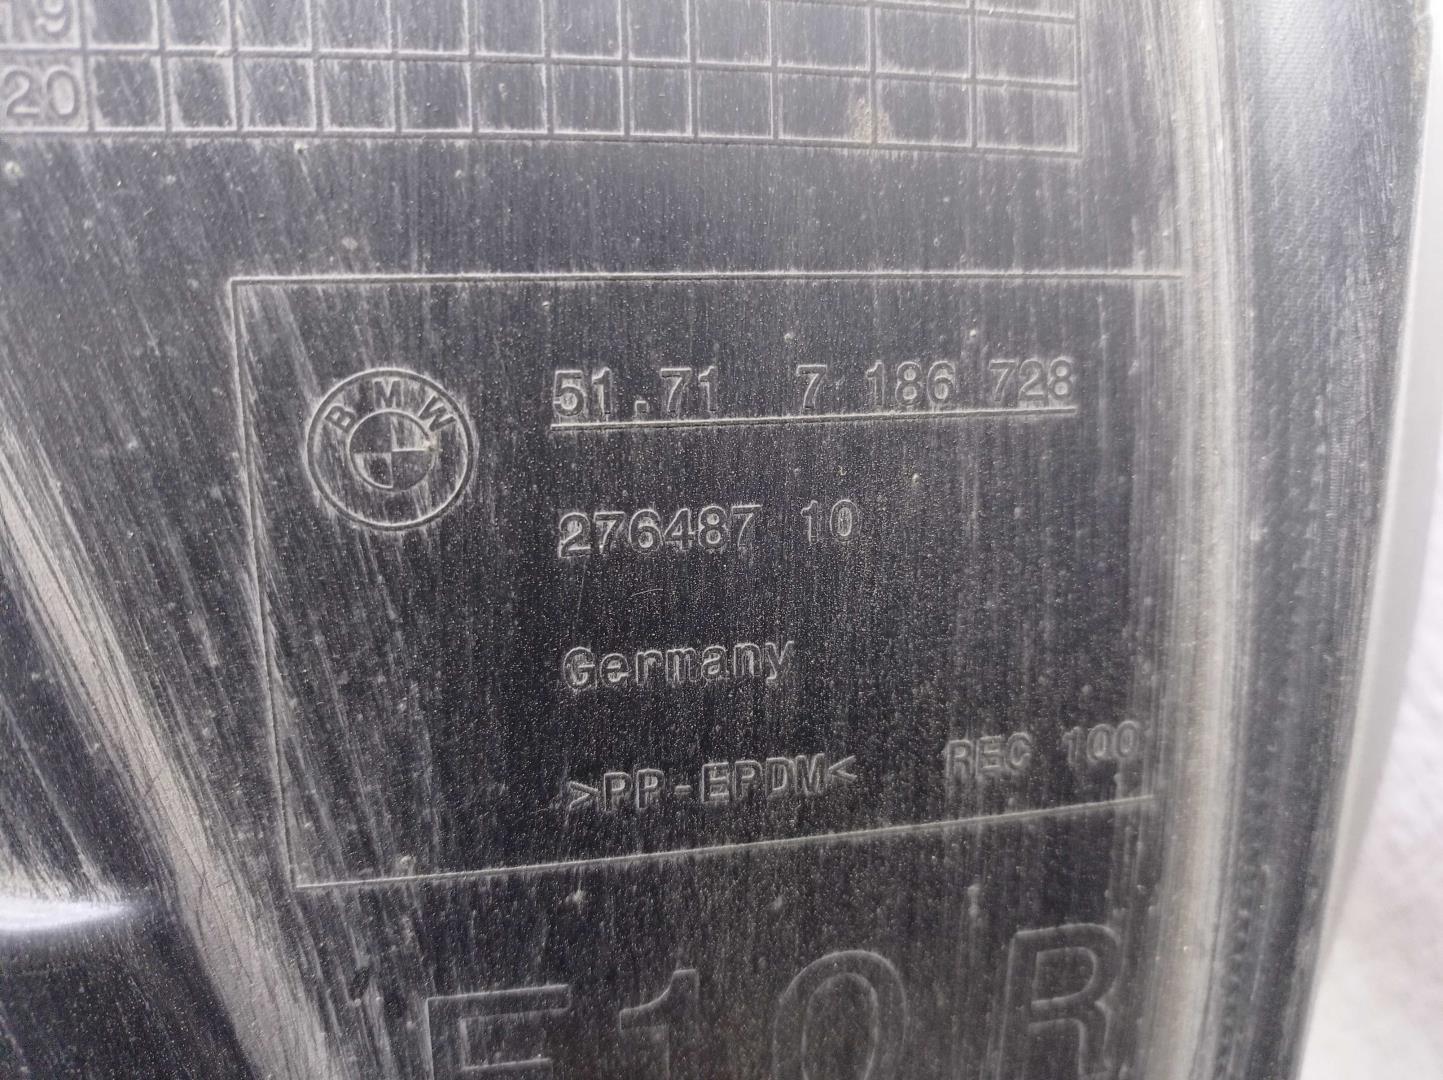 19
20
BMW
51.71 7 186 728
276487 10
Germany
>PP-EPDM<
REC 100
F10 R